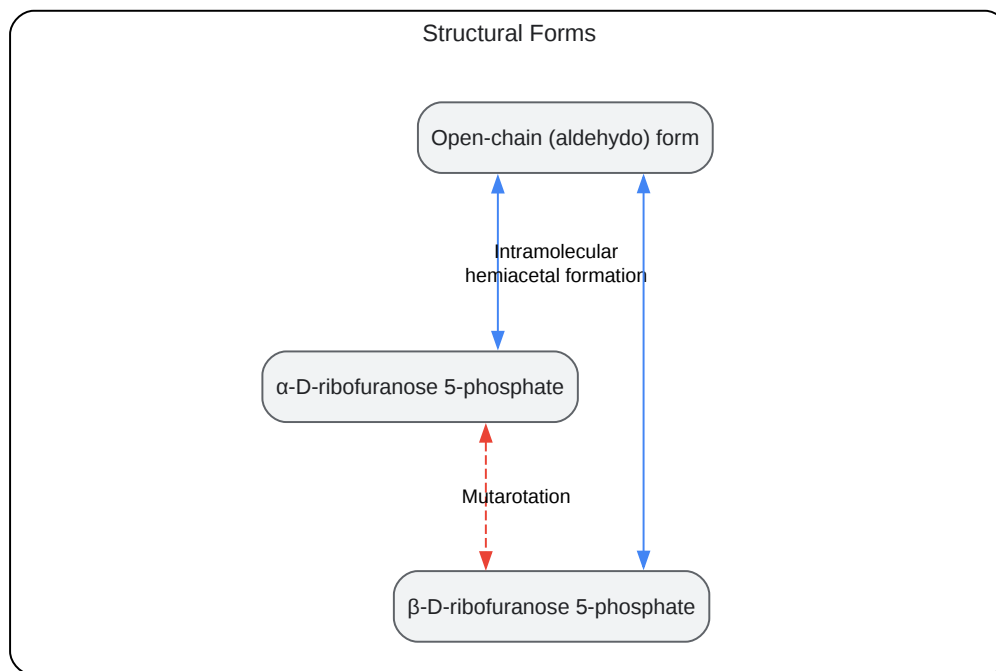 Structural Forms
Open-chain (aldehydo) form
Intramolecular
hemiacetal formation
α-D-ribofuranose 5-phosphate
Mutarotation
β-D-ribofuranose 5-phosphate